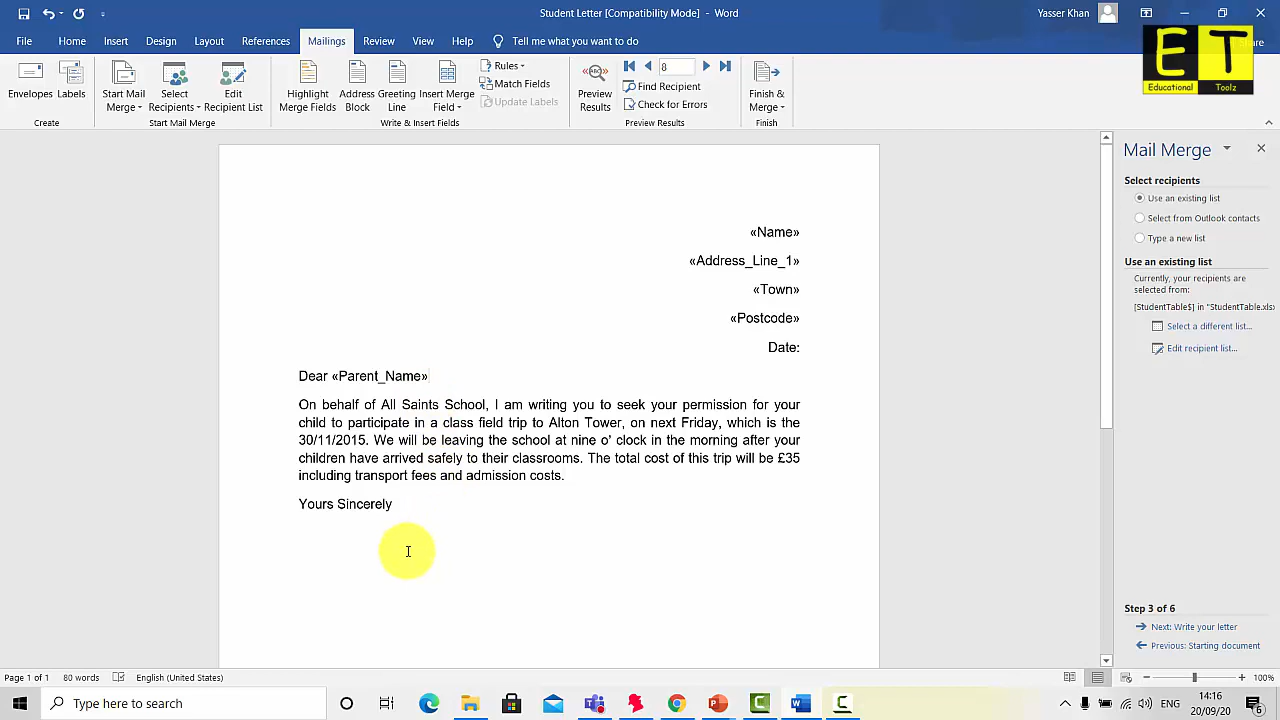 Student Letter [Compatibility Mode] - Word
Yasser Khan
File Home Insert Design Layout References Mailings Review View Help Tell me what you want to do
Share
ET
Educational Toolz
Envelopes Labels
Create
Start Mail Merge
Select Recipients
Edit Recipient List
Start Mail Merge
Highlight Merge Fields
Address Block
Greeting Line
Insert Merge Field
Rules
Match Fields
Update Labels
Write & Insert Fields
Preview Results
8
Find Recipient
Check for Errors
Preview Results
Finish & Merge
Finish
«Name»
«Address_Line_1»
«Town»
«Postcode»
Date:
Dear «Parent_Name»
On behalf of All Saints School, I am writing you to seek your permission for your
child to participate in a class field trip to Alton Tower, on next Friday, which is the
30/11/2015. We will be leaving the school at nine o' clock in the morning after your
children have arrived safely to their classrooms. The total cost of this trip will be £35
including transport fees and admission costs.
Yours Sincerely
Mail Merge
Select recipients
Use an existing list
Select from Outlook contacts
Type a new list
Use an existing list
Currently, your recipients are
selected from:
[StudentTable$] in "StudentTable.xls
Select a different list...
Edit recipient list...
Step 3 of 6
Next: Write your letter
Previous: Starting document
Page 1 of 1 80 words English (United States) 100%
Type here to search
ENG
14:16
20/09/20
6